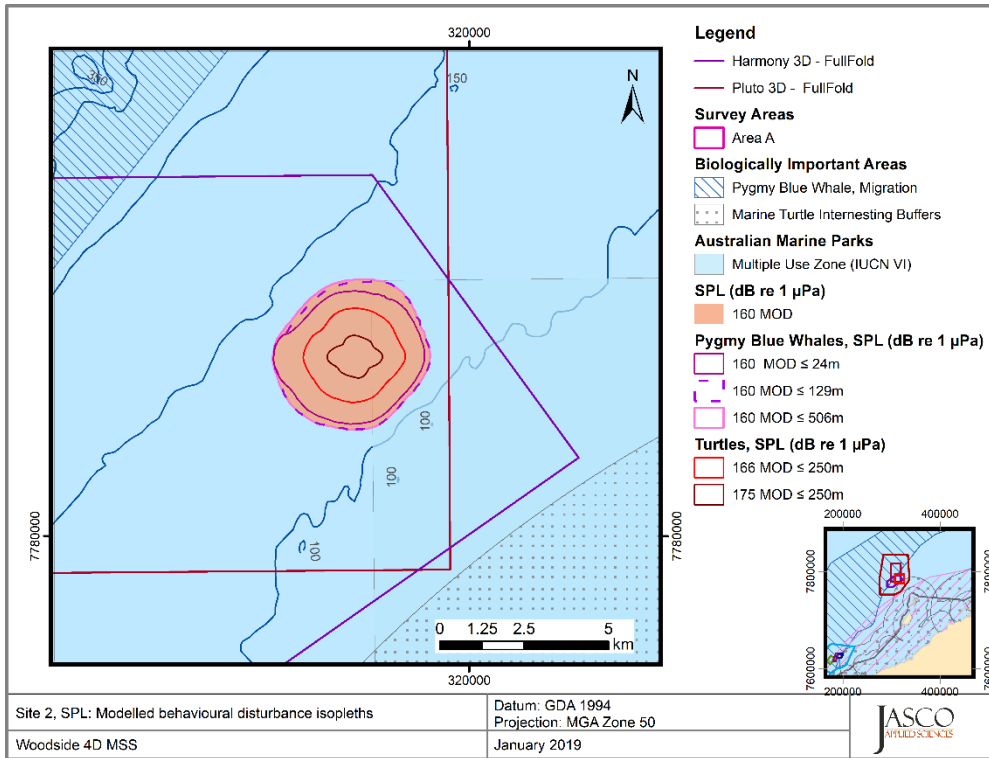 320000
350
150
N
100
100
100
7780000
7780000
0 1.25 2.5 5
km
320000
Legend
Harmony 3D - FullFold
Pluto 3D - FullFold
Survey Areas
Area A
Biologically Important Areas
Pygmy Blue Whale, Migration
Marine Turtle Internesting Buffers
Australian Marine Parks
Multiple Use Zone (IUCN VI)
SPL (dB re 1 µPa)
160 MOD
Pygmy Blue Whales, SPL (dB re 1 µPa)
160 MOD ≤ 24m
160 MOD ≤ 129m
160 MOD ≤ 506m
Turtles, SPL (dB re 1 µPa)
166 MOD ≤ 250m
175 MOD ≤ 250m
200000 400000
7800000
7600000
200000 400000
Site 2, SPL: Modelled behavioural disturbance isopleths
Woodside 4D MSS
Datum: GDA 1994
Projection: MGA Zone 50
January 2019
JASCO
APPLIED SCIENCES